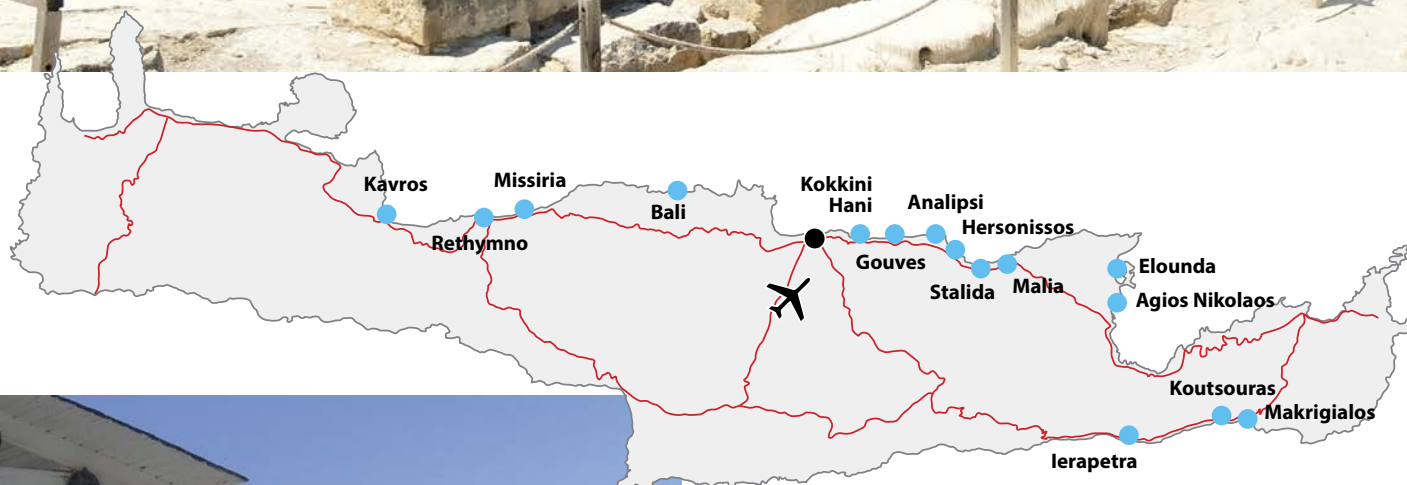 Kavros
Missiria
Rethymno
Bali
Kokkini
Hani
Gouves
Analipsi
Hersonissos
Stalida
Malia
Elounda
Agios Nikolaos
Koutsouras
Makrigialos
Ierapetra